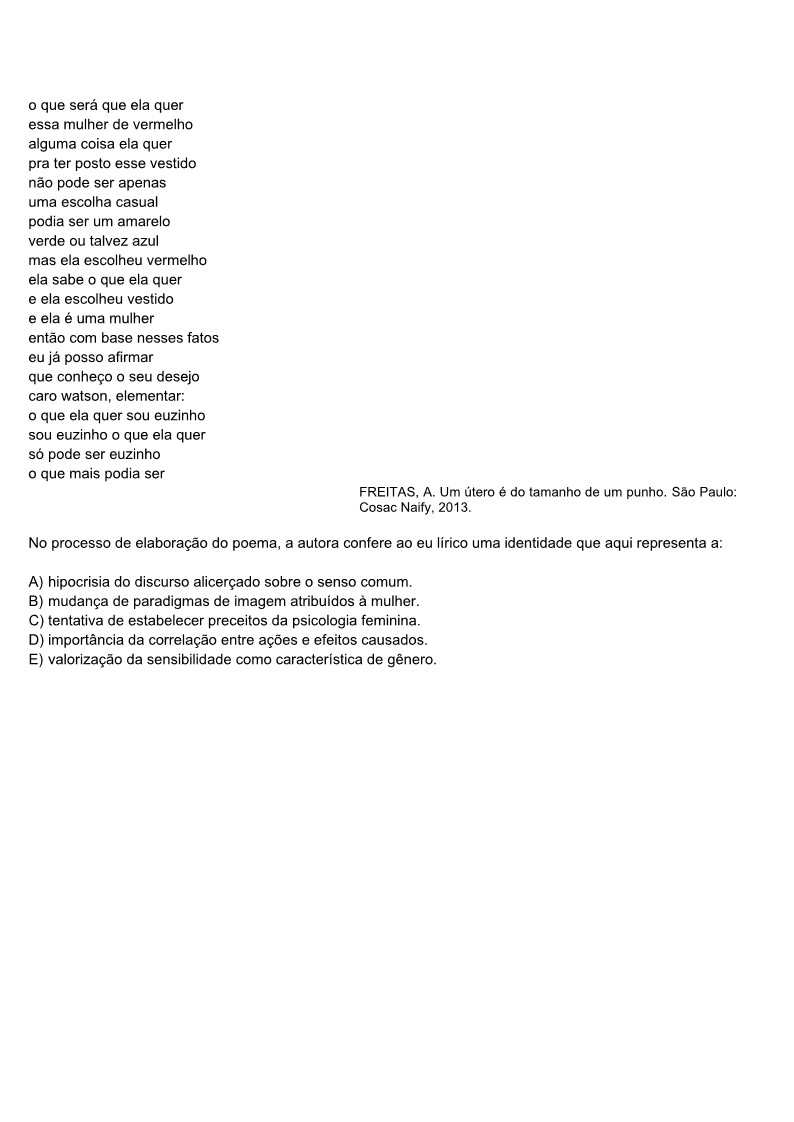 o que será que ela quer
essa mulher de vermelho
alguma coisa ela quer
pra ter posto esse vestido
não pode ser apenas
uma escolha casual
podia ser um amarelo
verde ou talvez azul
mas ela escolheu vermelho
ela sabe o que ela quer
e ela escolheu vestido
e ela é uma mulher
então com base nesses fatos
eu já posso afirmar
que conheço o seu desejo
caro watson, elementar:
o que ela quer sou euzinho
sou euzinho o que ela quer
só pode ser euzinho
o que mais podia ser
FREITAS, A. Um útero é do tamanho de um punho. São Paulo:
Cosac Naify, 2013.
No processo de elaboração do poema, a autora confere ao eu lírico uma identidade que aqui representa a:
A) hipocrisia do discurso alicerçado sobre o senso comum.
B) mudança de paradigmas de imagem atribuídos à mulher.
C) tentativa de estabelecer preceitos da psicologia feminina.
D) importância da correlação entre ações e efeitos causados.
E) valorização da sensibilidade como característica de gênero.